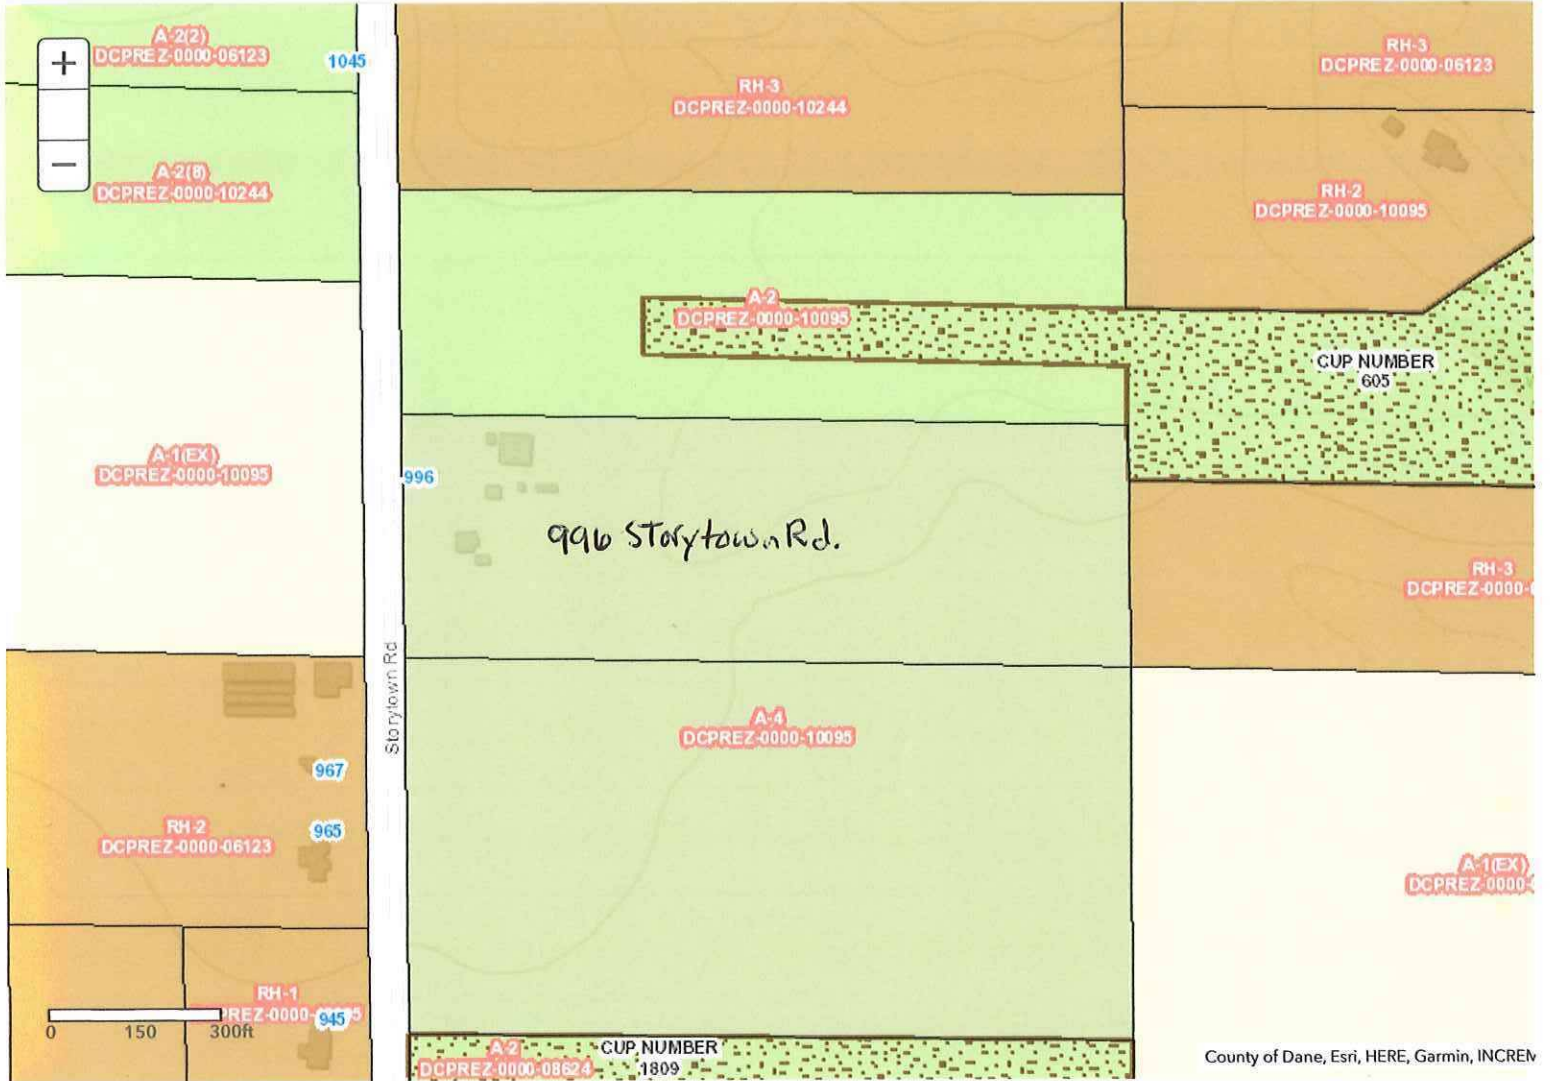 A-2(2)
DCPREZ-0000-06123
1045
RH-3
DCPREZ-0000-10244
RH-3
DCPREZ-0000-06123
+
−
A-2(8)
DCPREZ-0000-10244
RH-2
DCPREZ-0000-10095
A-2
DCPREZ-0000-10095
CUP NUMBER
605
A-1(EX)
DCPREZ-0000-10095
996
996 Storytown Rd.
RH-3
DCPREZ-0000-
Storytown Rd
A-4
DCPREZ-0000-10095
967
965
RH-2
DCPREZ-0000-06123
A-1(EX)
DCPREZ-0000-
RH-1
PREZ-0000-
945
0 150 300ft
A-2
DCPREZ-0000-08624
CUP NUMBER
1809
County of Dane, Esri, HERE, Garmin, INCREM